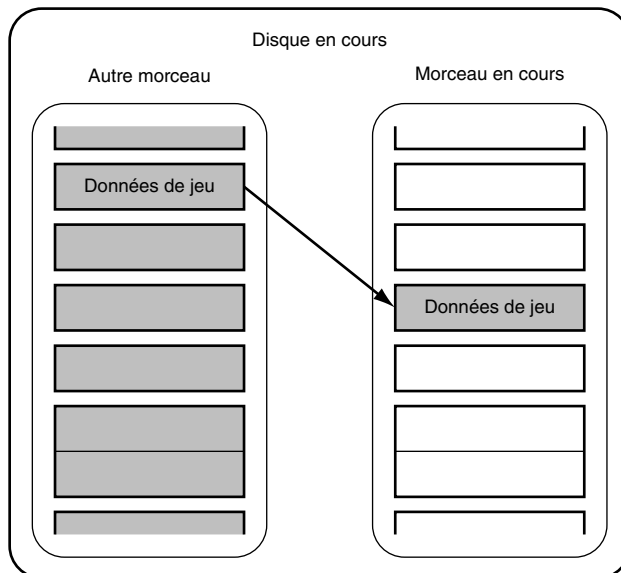 Disque en cours
Autre morceau
Morceau en cours
Données de jeu
Données de jeu